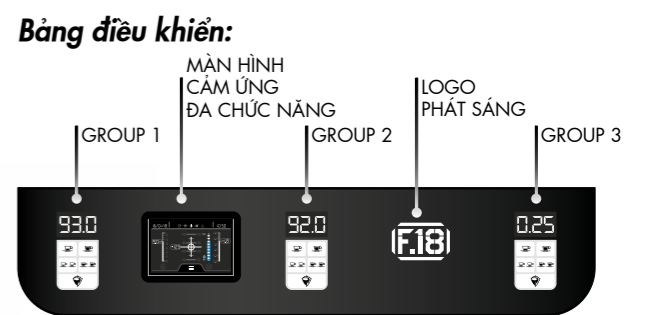 Bảng điều khiển:
MÀN HÌNH
CẢM ỨNG
ĐA CHỨC NĂNG
LOGO
PHÁT SÁNG
GROUP 1
GROUP 2
GROUP 3
93.0
92.0
F.18
0.25